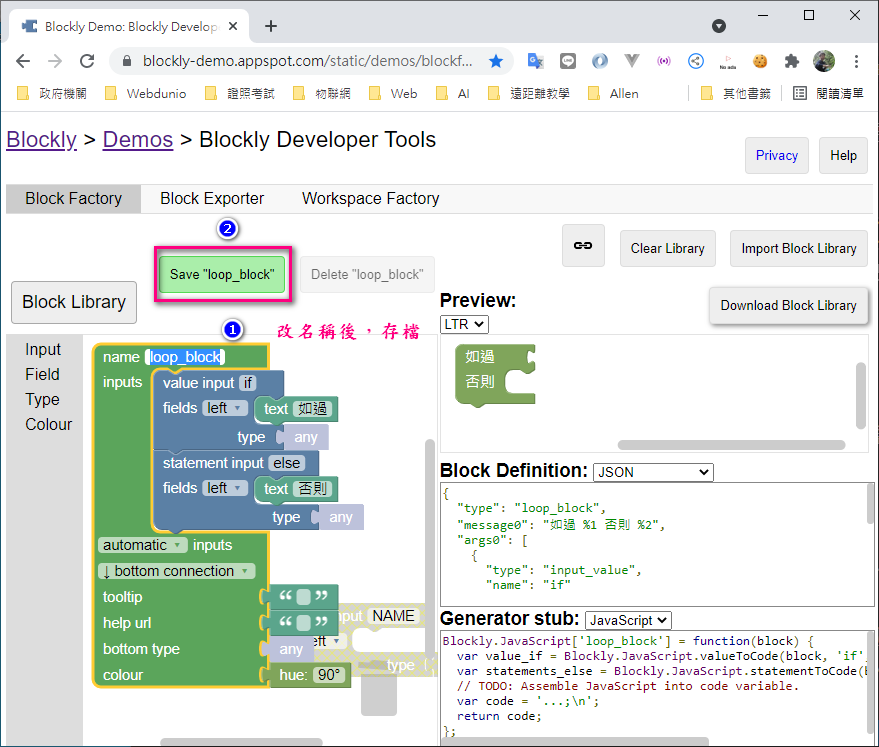 Blockly Demo: Blockly Develope
blockly-demo.appspot.com/static/demos/blockf...
No ads
政府機關 Webdunio 證照考試 物聯網 Web AI 遠距離教學 Allen 其他書籤 閱讀清單
Blockly > Demos > Blockly Developer Tools
Privacy Help
Block Factory Block Exporter Workspace Factory
2
Save "loop_block" Delete "loop_block"
Clear Library Import Block Library
Block Library
Download Block Library
Preview:
LTR
1 改名稱後，存檔
Input
Field
Type
Colour
name loop_block
inputs value input if
fields left text 如過
type any
statement input else
fields left text 否則
type any
automatic inputs
↓ bottom connection
tooltip “ ”
help url “ ”
bottom type any
colour hue: 90°
NAME
type
如過
否則
Block Definition: JSON
{
"type": "loop_block",
"message0": "如過 %1 否則 %2",
"args0": [
{
"type": "input_value",
"name": "if"
Generator stub: JavaScript
Blockly.JavaScript['loop_block'] = function(block) {
var value_if = Blockly.JavaScript.valueToCode(block, 'if',
var statements_else = Blockly.JavaScript.statementToCode(b
// TODO: Assemble JavaScript into code variable.
var code = '...;\n';
return code;
};